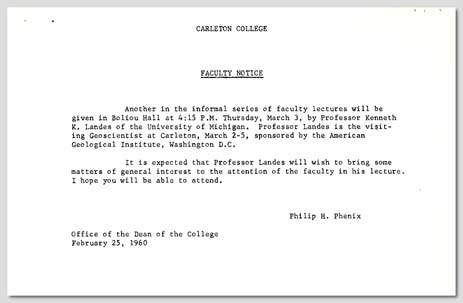 CARLETON COLLEGE
FACULTY NOTICE
Another in the informal series of faculty lectures will be
given in Boliou Hall at 4:15 P.M. Thursday, March 3, by Professor Kenneth
K. Landes of the University of Michigan. Professor Landes is the visit-
ing Geoscientist at Carleton, March 2-5, sponsored by the American
Geological Institute, Washington D.C.
It is expected that Professor Landes will wish to bring some
matters of general interest to the attention of the faculty in his lecture.
I hope you will be able to attend.
Philip H. Phenix
Office of the Dean of the College
February 25, 1960